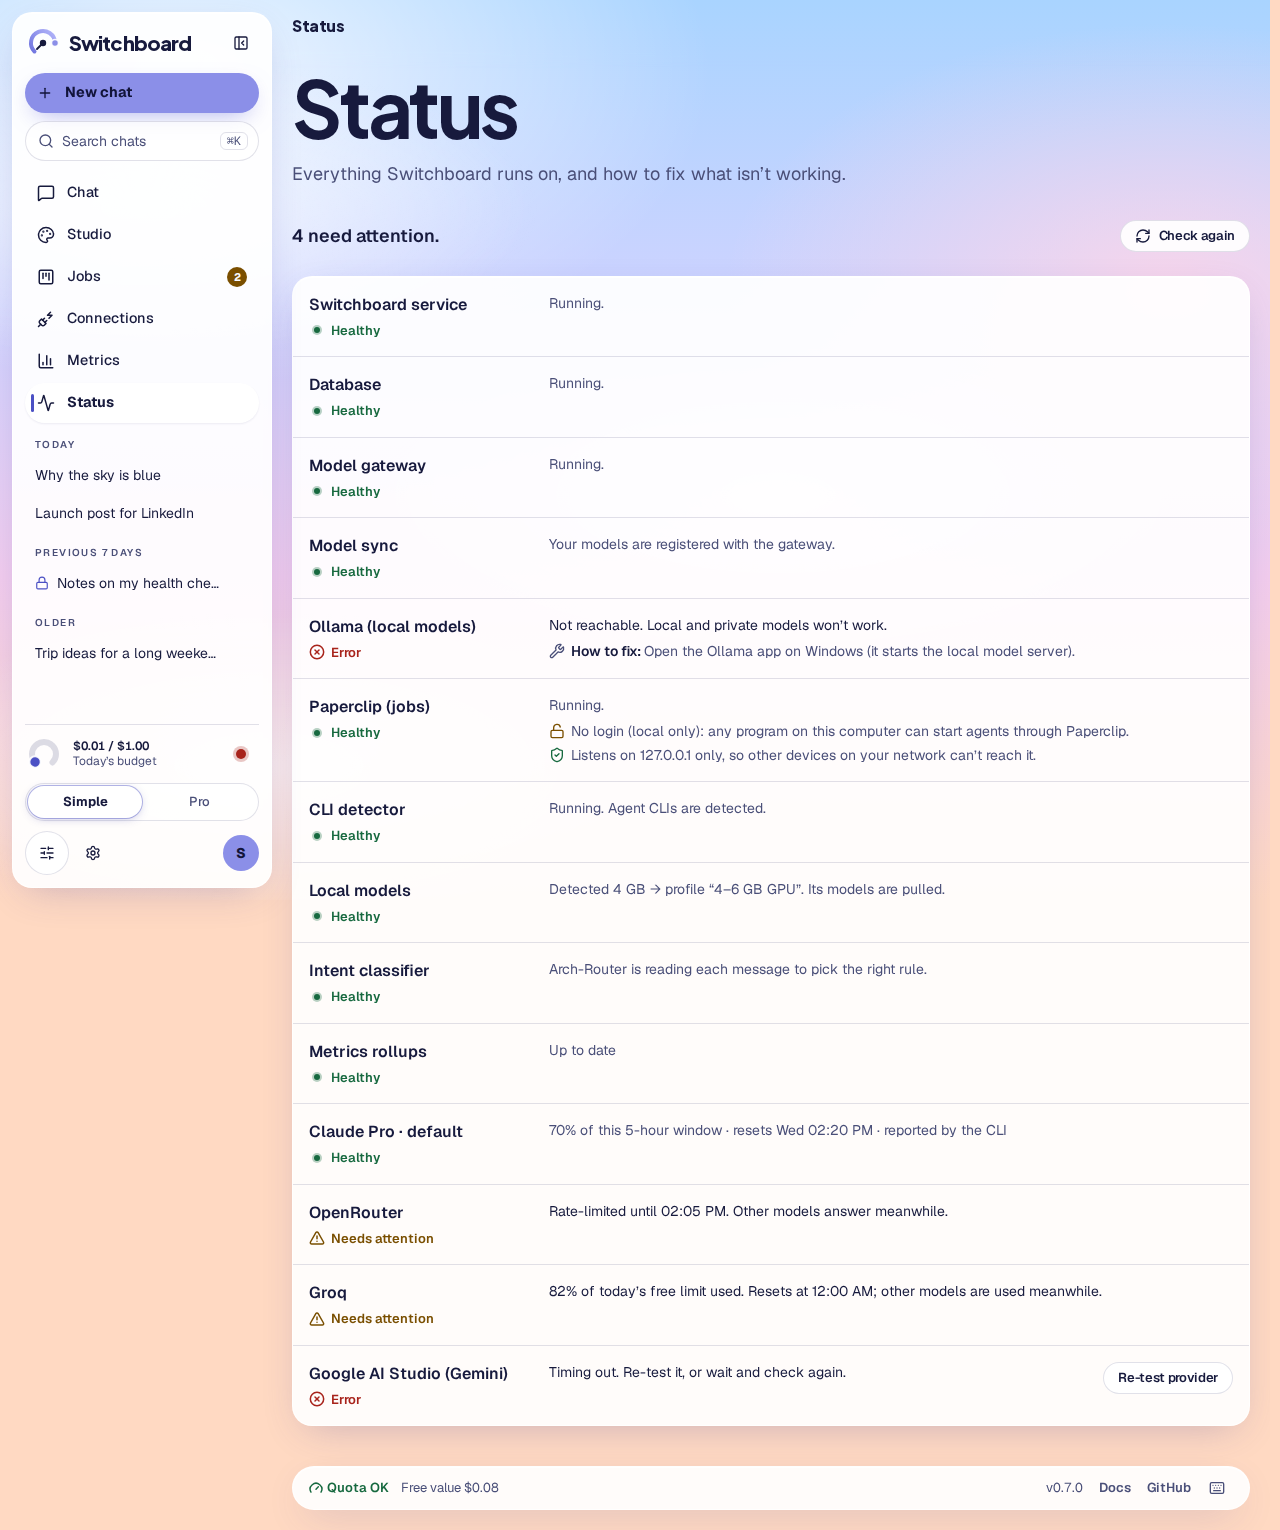 Switchboard
New chat
Search chats ⌘K
Chat
Studio
Jobs 2
Connections
Metrics
Status
TODAY
Why the sky is blue
Launch post for LinkedIn
PREVIOUS 7 DAYS
Notes on my health che…
OLDER
Trip ideas for a long weeke…
$0.01 / $1.00
Today's budget
Simple Pro
S
Status
Status
Everything Switchboard runs on, and how to fix what isn’t working.
4 need attention.
Check again
Switchboard service
Running.
Healthy
Database
Running.
Healthy
Model gateway
Running.
Healthy
Model sync
Your models are registered with the gateway.
Healthy
Ollama (local models)
Not reachable. Local and private models won’t work.
Error
How to fix: Open the Ollama app on Windows (it starts the local model server).
Paperclip (jobs)
Running.
Healthy
No login (local only): any program on this computer can start agents through Paperclip.
Listens on 127.0.0.1 only, so other devices on your network can’t reach it.
CLI detector
Running. Agent CLIs are detected.
Healthy
Local models
Detected 4 GB → profile “4–6 GB GPU”. Its models are pulled.
Healthy
Intent classifier
Arch-Router is reading each message to pick the right rule.
Healthy
Metrics rollups
Up to date
Healthy
Claude Pro · default
70% of this 5-hour window · resets Wed 02:20 PM · reported by the CLI
Healthy
OpenRouter
Rate-limited until 02:05 PM. Other models answer meanwhile.
Needs attention
Groq
82% of today’s free limit used. Resets at 12:00 AM; other models are used meanwhile.
Needs attention
Google AI Studio (Gemini)
Timing out. Re-test it, or wait and check again.
Re-test provider
Error
Quota OK Free value $0.08
v0.7.0 Docs GitHub